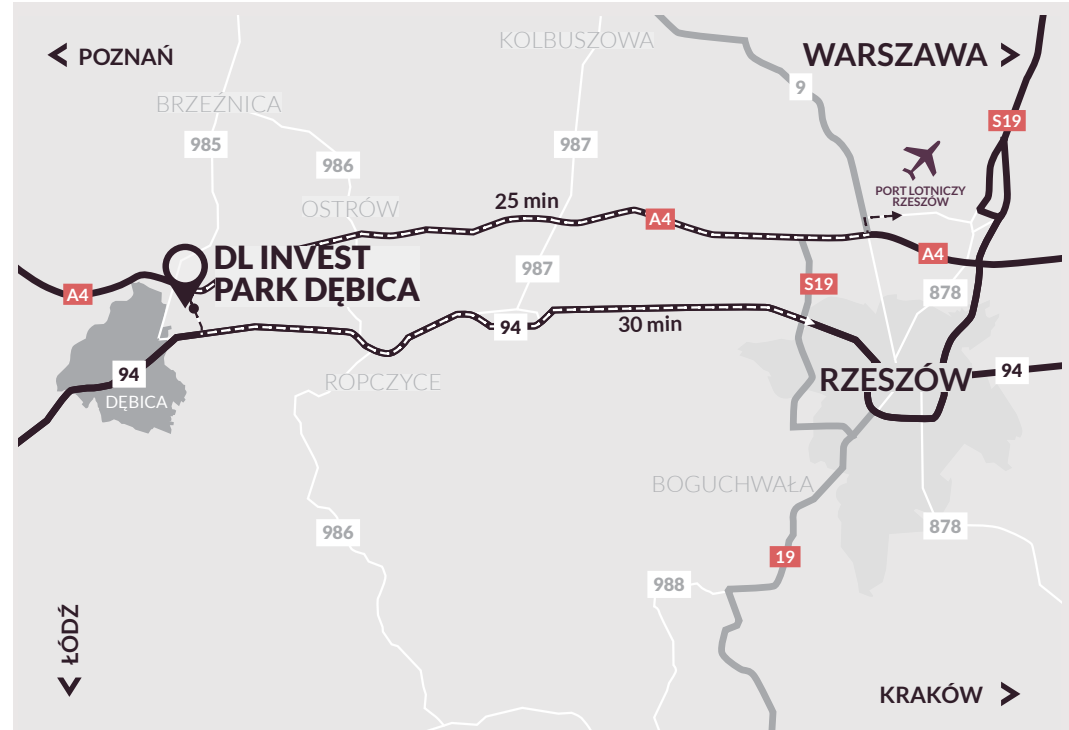 POZNAŃ
KOLBUSZOWA
WARSZAWA
9
BRZEŹNICA
S19
985
987
986
PORT LOTNICZY
RZESZÓW
25 min
OSTRÓW
A4
DL INVEST
PARK DĘBICA
A4
987
S19
878
A4
94
30 min
94
DĘBICA
ROPCZYCE
RZESZÓW
94
BOGUCHWAŁA
986
878
19
988
ŁÓDŹ
KRAKÓW